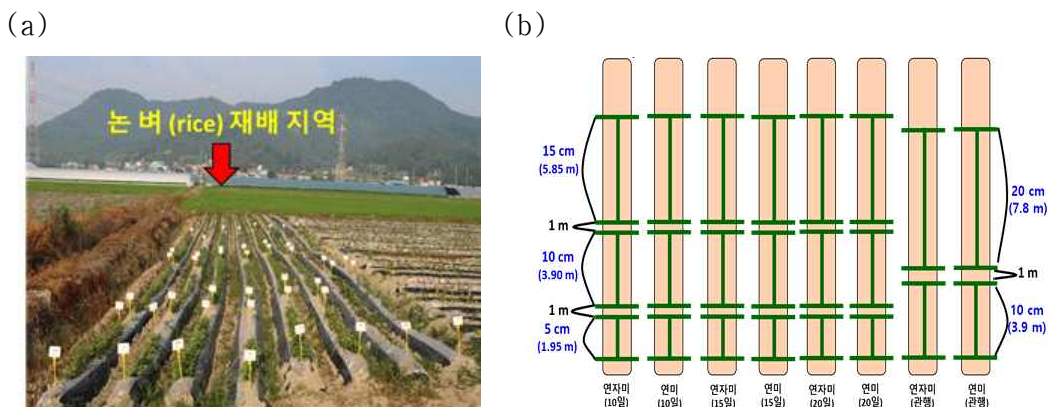 (a)
(b)
논 벼 (rice) 재배 지역
15 cm
(5.85 m)
1 m
10 cm
(3.90 m)
1 m
5 cm
(1.95 m)
20 cm
(7.8 m)
1 m
10 cm
(3.9 m)
연자미 연미 연자미 연미 연자미 연미 연자미 연미
(10일) (10일) (15일) (15일) (20일) (20일) (관행) (관행)